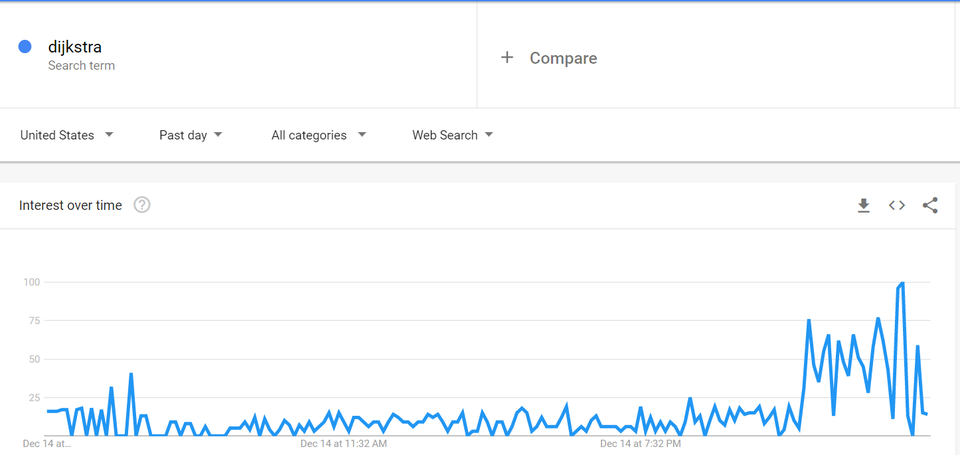 dijkstra
Search term
+ Compare
United States
Past day
All categories
Web Search
Interest over time ?
100
75
50
25
Dec 14 at…
Dec 14 at 11:32 AM
Dec 14 at 7:32 PM